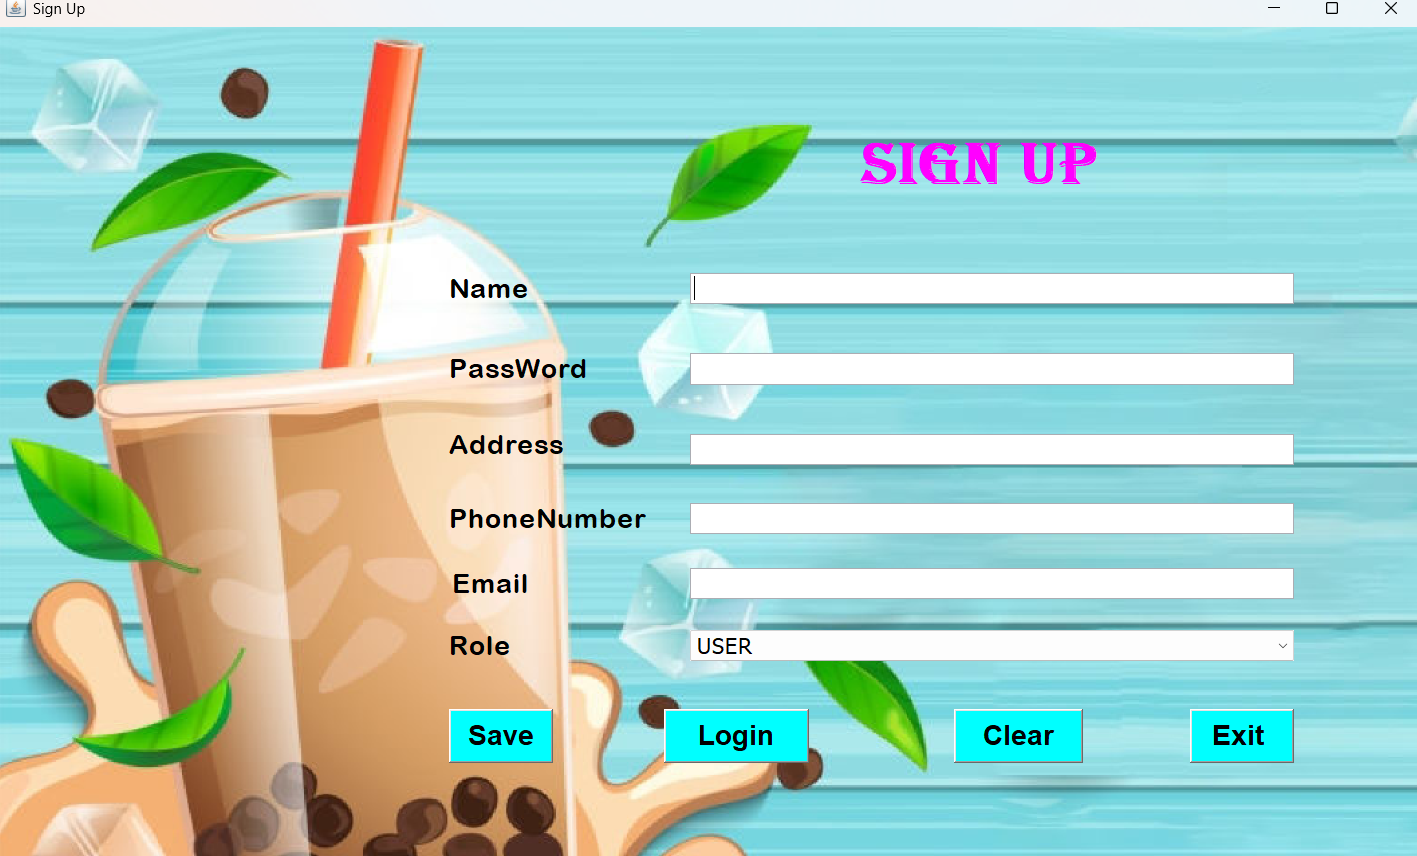 Sign Up
SIGN UP
Name
PassWord
Address
PhoneNumber
Email
Role USER
Save Login Clear Exit